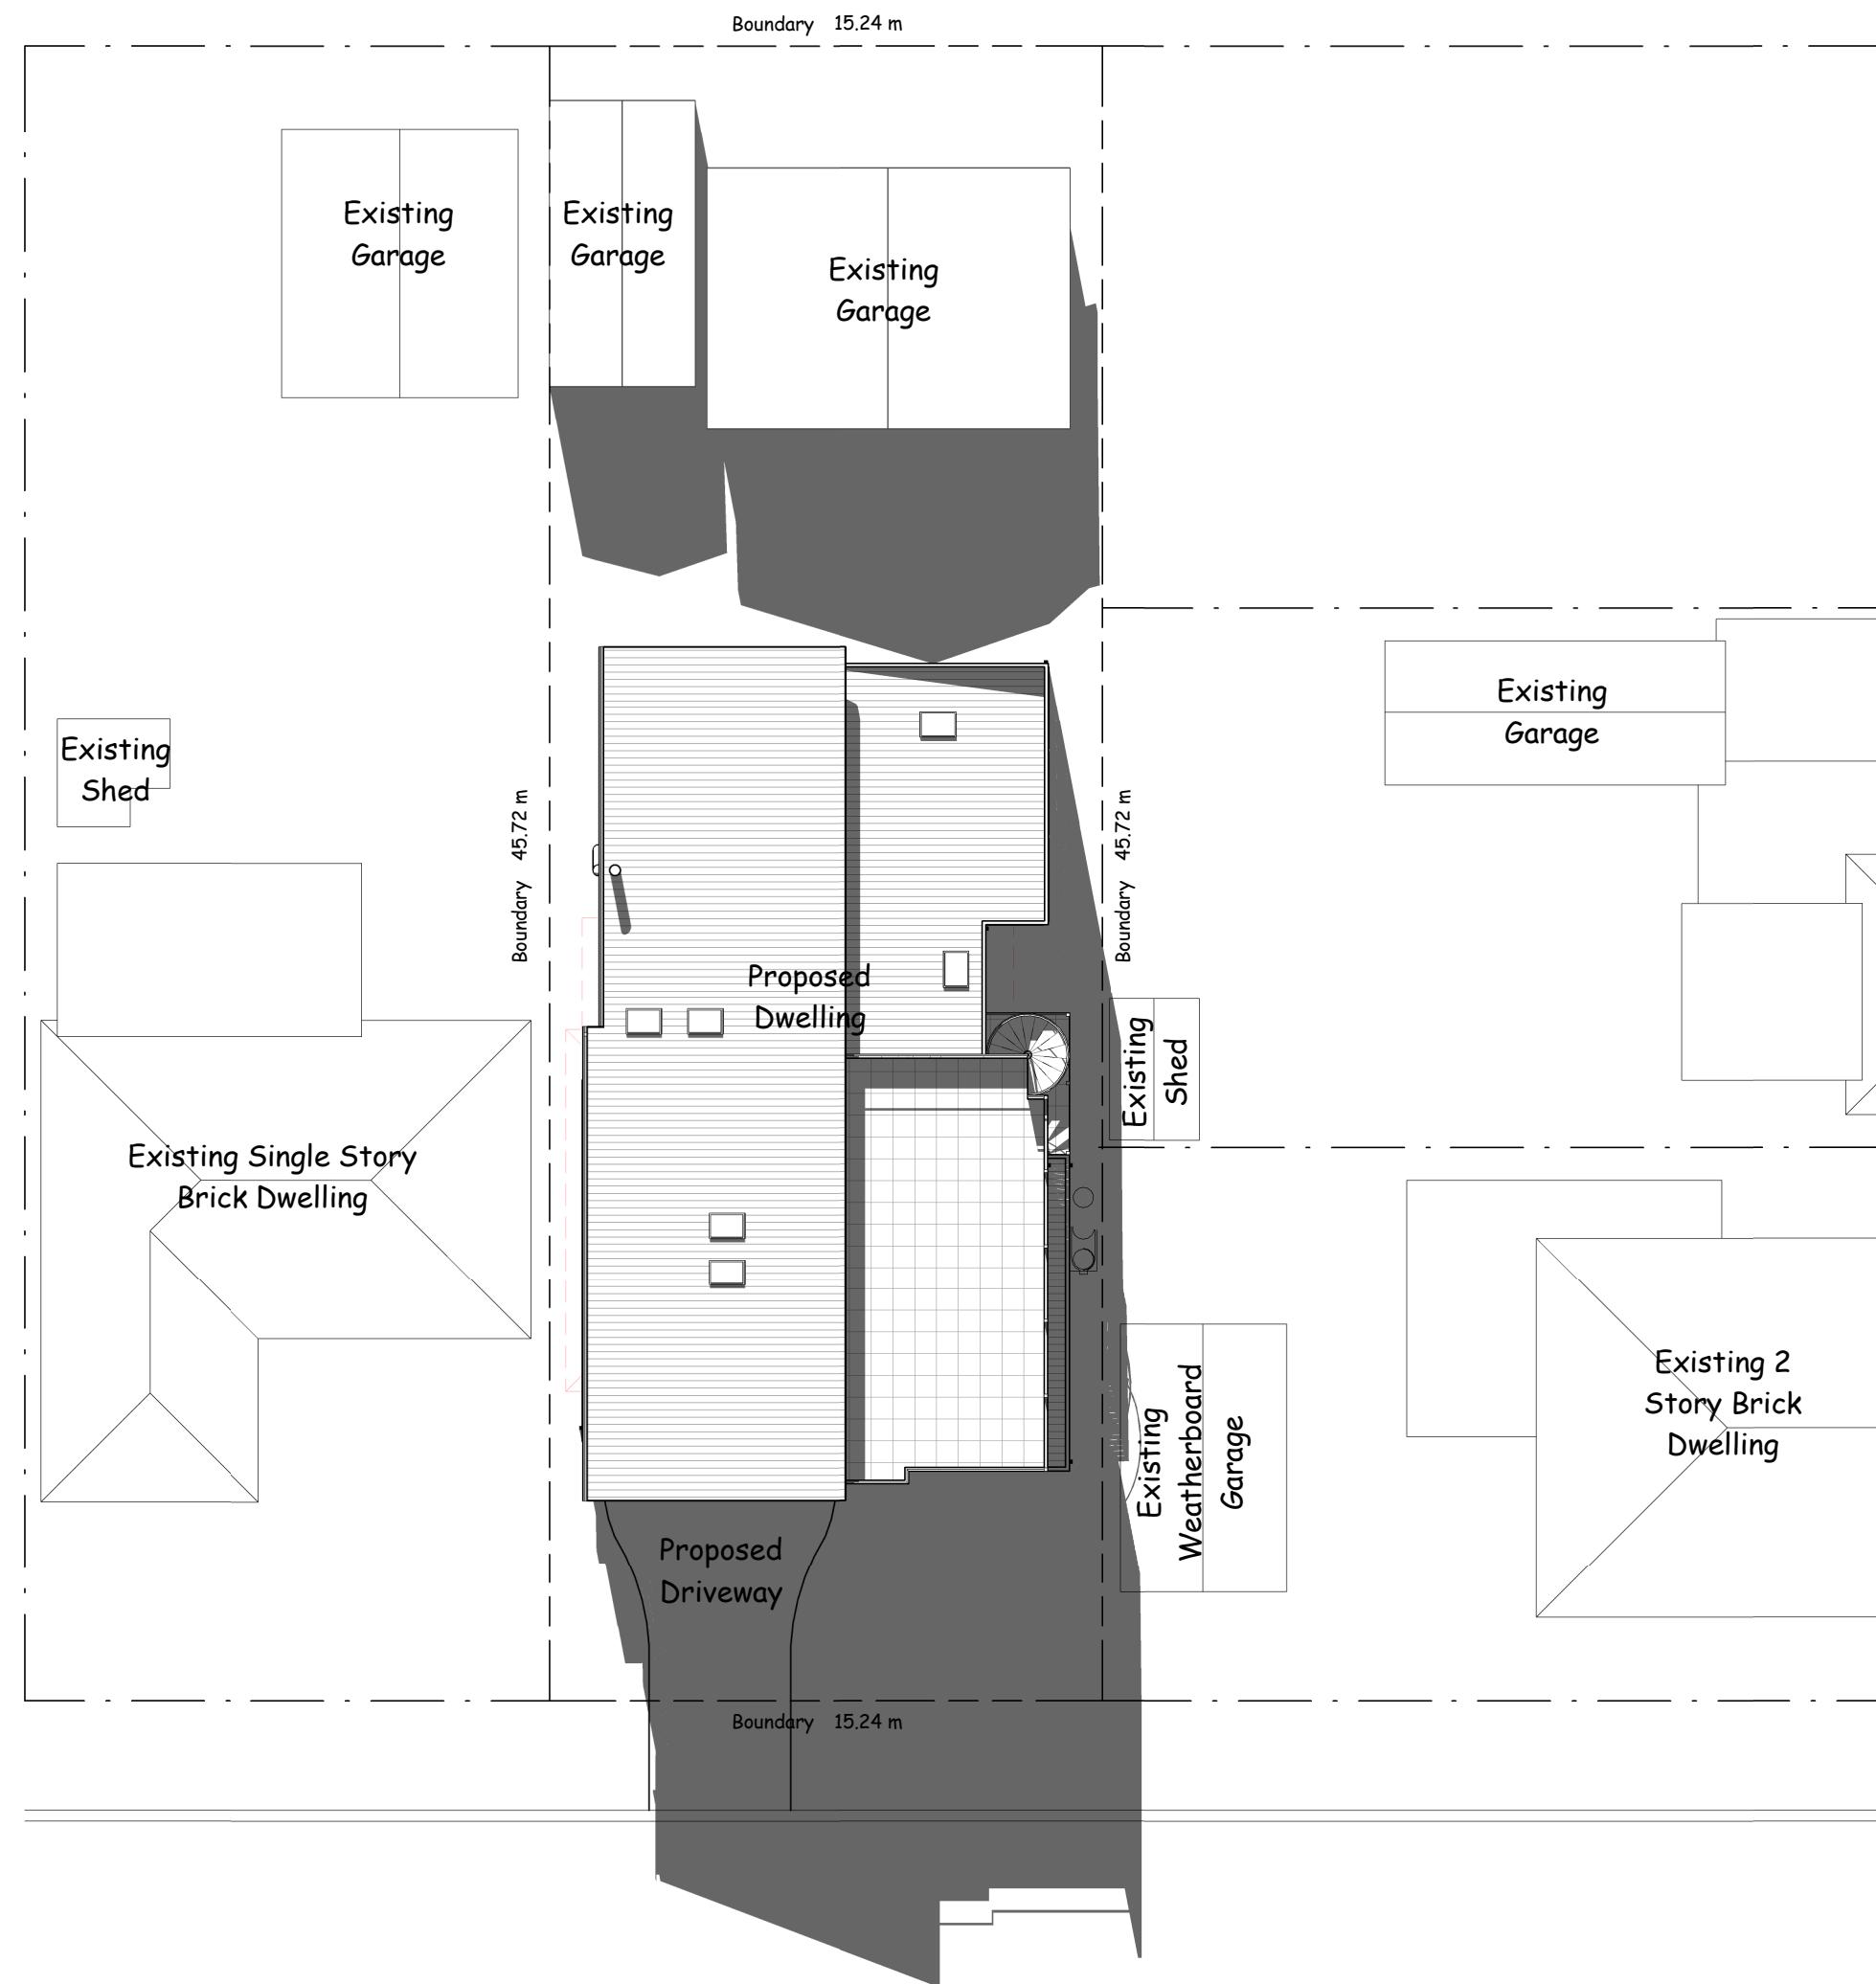 Boundary 15.24 m
Existing
Garage
Existing
Garage
Existing
Garage
Existing
Garage
Existing
Shed
Boundary 45.72 m
Boundary 45.72 m
Proposed
Dwelling
Existing
Shed
Existing Single Story
Brick Dwelling
Existing
Weatherboard
Garage
Existing 2
Story Brick
Dwelling
Proposed
Driveway
Boundary 15.24 m